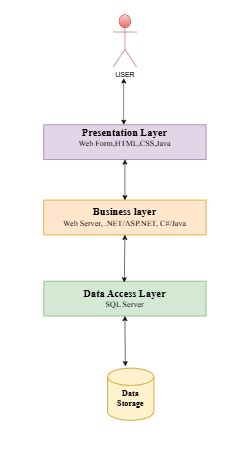 USER
Presentation Layer
Web Form,HTML,CSS,Java
Business layer
Web Server, .NET/ASP.NET, C#/Java
Data Access Layer
SQL Server
Data
Storage